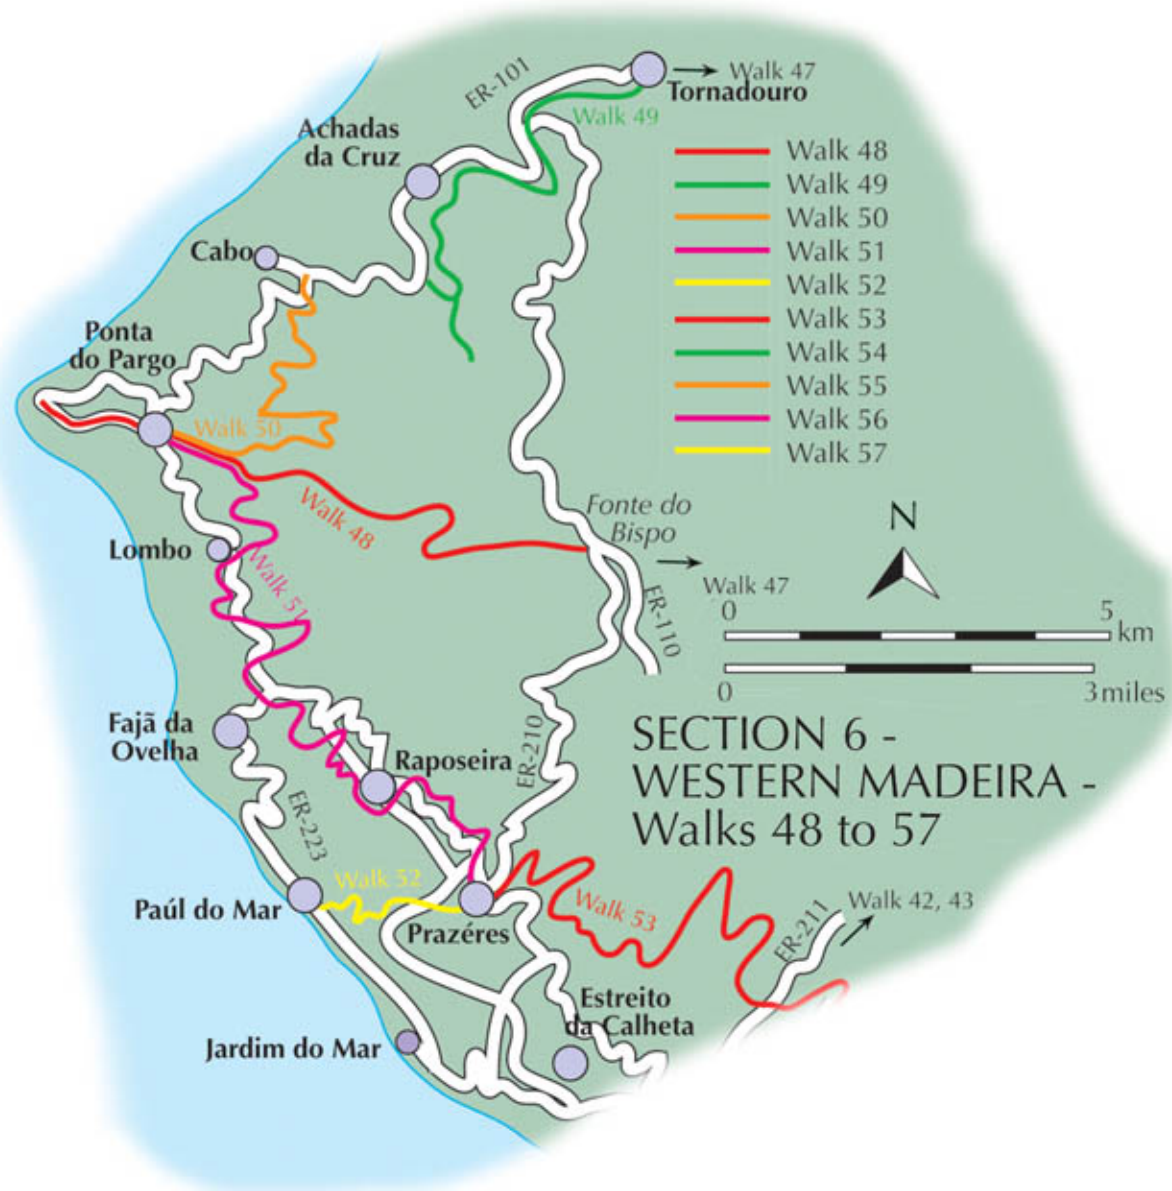 ER-101
Walk 47
Tornadouro
Walk 49
Achadas
da Cruz
Walk 48
Walk 49
Walk 50
Walk 51
Walk 52
Walk 53
Walk 54
Walk 55
Walk 56
Walk 57
Cabo
Ponta
do Pargo
Walk 50
Walk 48
Fonte do
Bispo
N
Lombo
Walk 51
Walk 47
ER-110
0 5
km
0 3 miles
Fajã da
Ovelha
ER-210
SECTION 6 -
WESTERN MADEIRA -
Walks 48 to 57
Raposeira
ER-223
Walk 52
Paúl do Mar
Prazéres
Walk 53
ER-211
Walk 42, 43
Estreito
da Calheta
Jardim do Mar